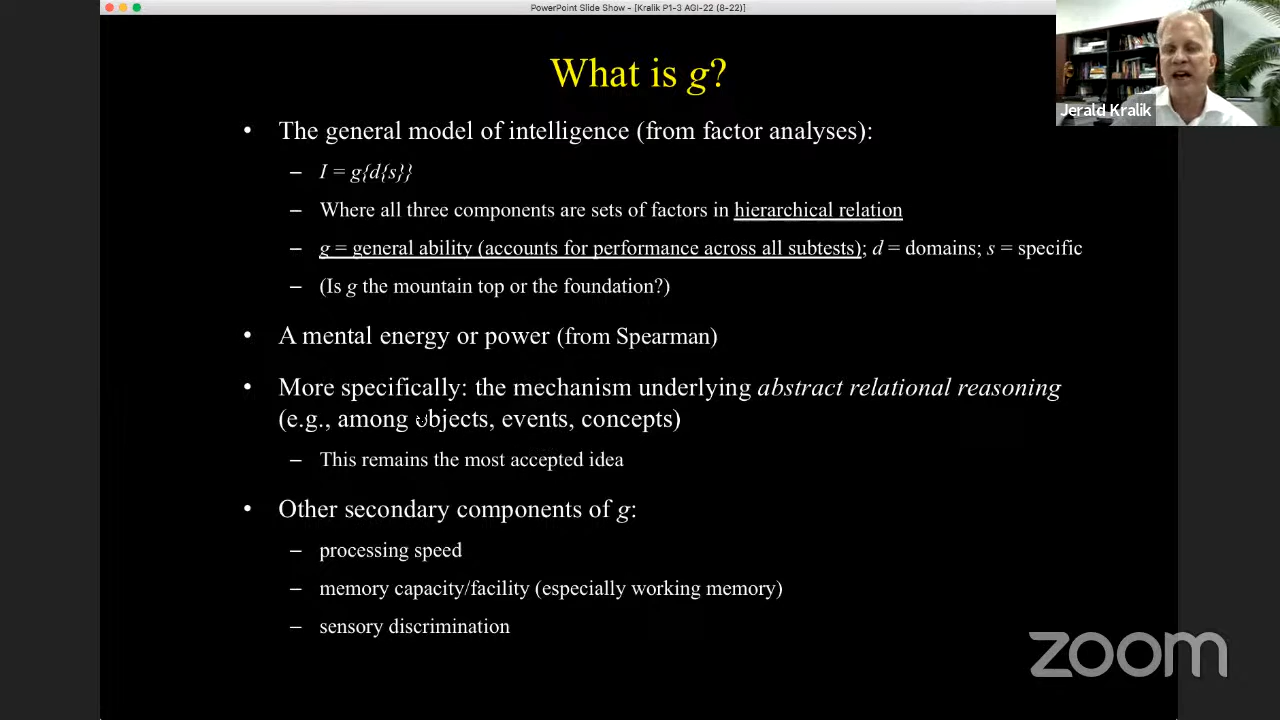 PowerPoint Slide Show - [Kralik P1-3 AGI-22 (8-22)]
What is g?
Jerald Kralik
• The general model of intelligence (from factor analyses):
– I = g{d{s}}
– Where all three components are sets of factors in hierarchical relation
– g = general ability (accounts for performance across all subtests); d = domains; s = specific
– (Is g the mountain top or the foundation?)
• A mental energy or power (from Spearman)
• More specifically: the mechanism underlying abstract relational reasoning
(e.g., among objects, events, concepts)
– This remains the most accepted idea
• Other secondary components of g:
– processing speed
– memory capacity/facility (especially working memory)
– sensory discrimination
zoom